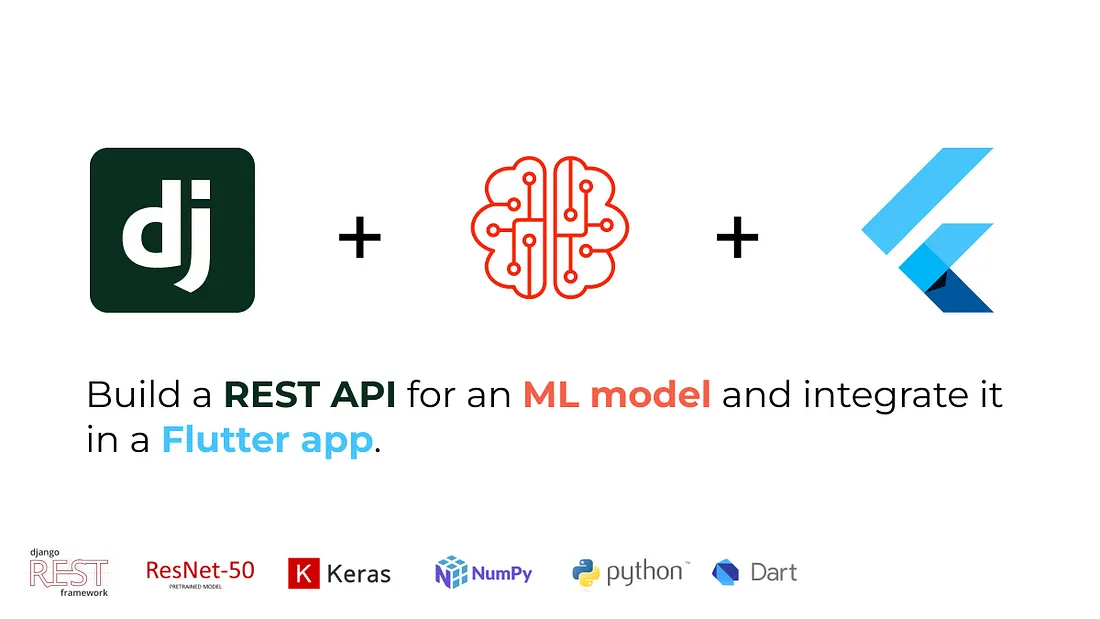 dj
+
+
Build a REST API for an ML model and integrate it
in a Flutter app.
django
REST
framework
ResNet-50
PRETRAINED MODEL
K Keras
NumPy
python™
Dart